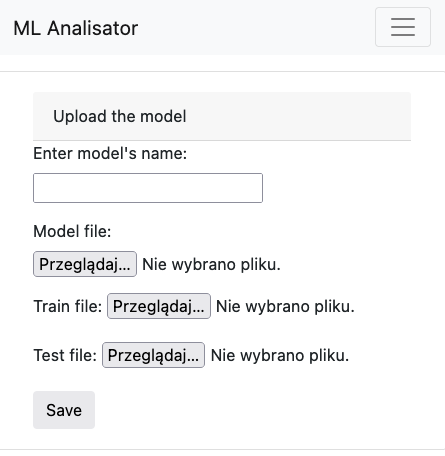 ML Analisator
Upload the model
Enter model's name:
Model file:
Przeglądaj... Nie wybrano pliku.
Train file: Przeglądaj... Nie wybrano pliku.
Test file: Przeglądaj... Nie wybrano pliku.
Save